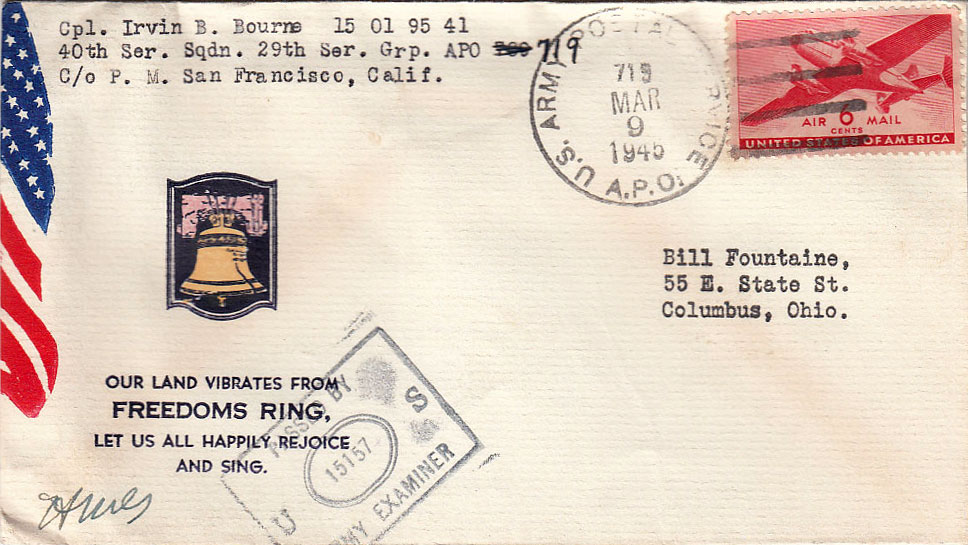 Cpl. Irvin B. Bourne 15 01 95 41
40th Ser. Sqdn. 29th Ser. Grp. APO 719
C/o P. M. San Francisco, Calif.
U.S. ARMY POSTAL SERVICE
719
MAR
9
1945
A.P.O.
AIR 6 MAIL
CENTS
UNITED STATES OF AMERICA
Bill Fountaine,
55 E. State St.
Columbus, Ohio.
OUR LAND VIBRATES FROM
FREEDOMS RING,
LET US ALL HAPPILY REJOICE
AND SING.
PASSED BY
U S
15157
ARMY EXAMINER